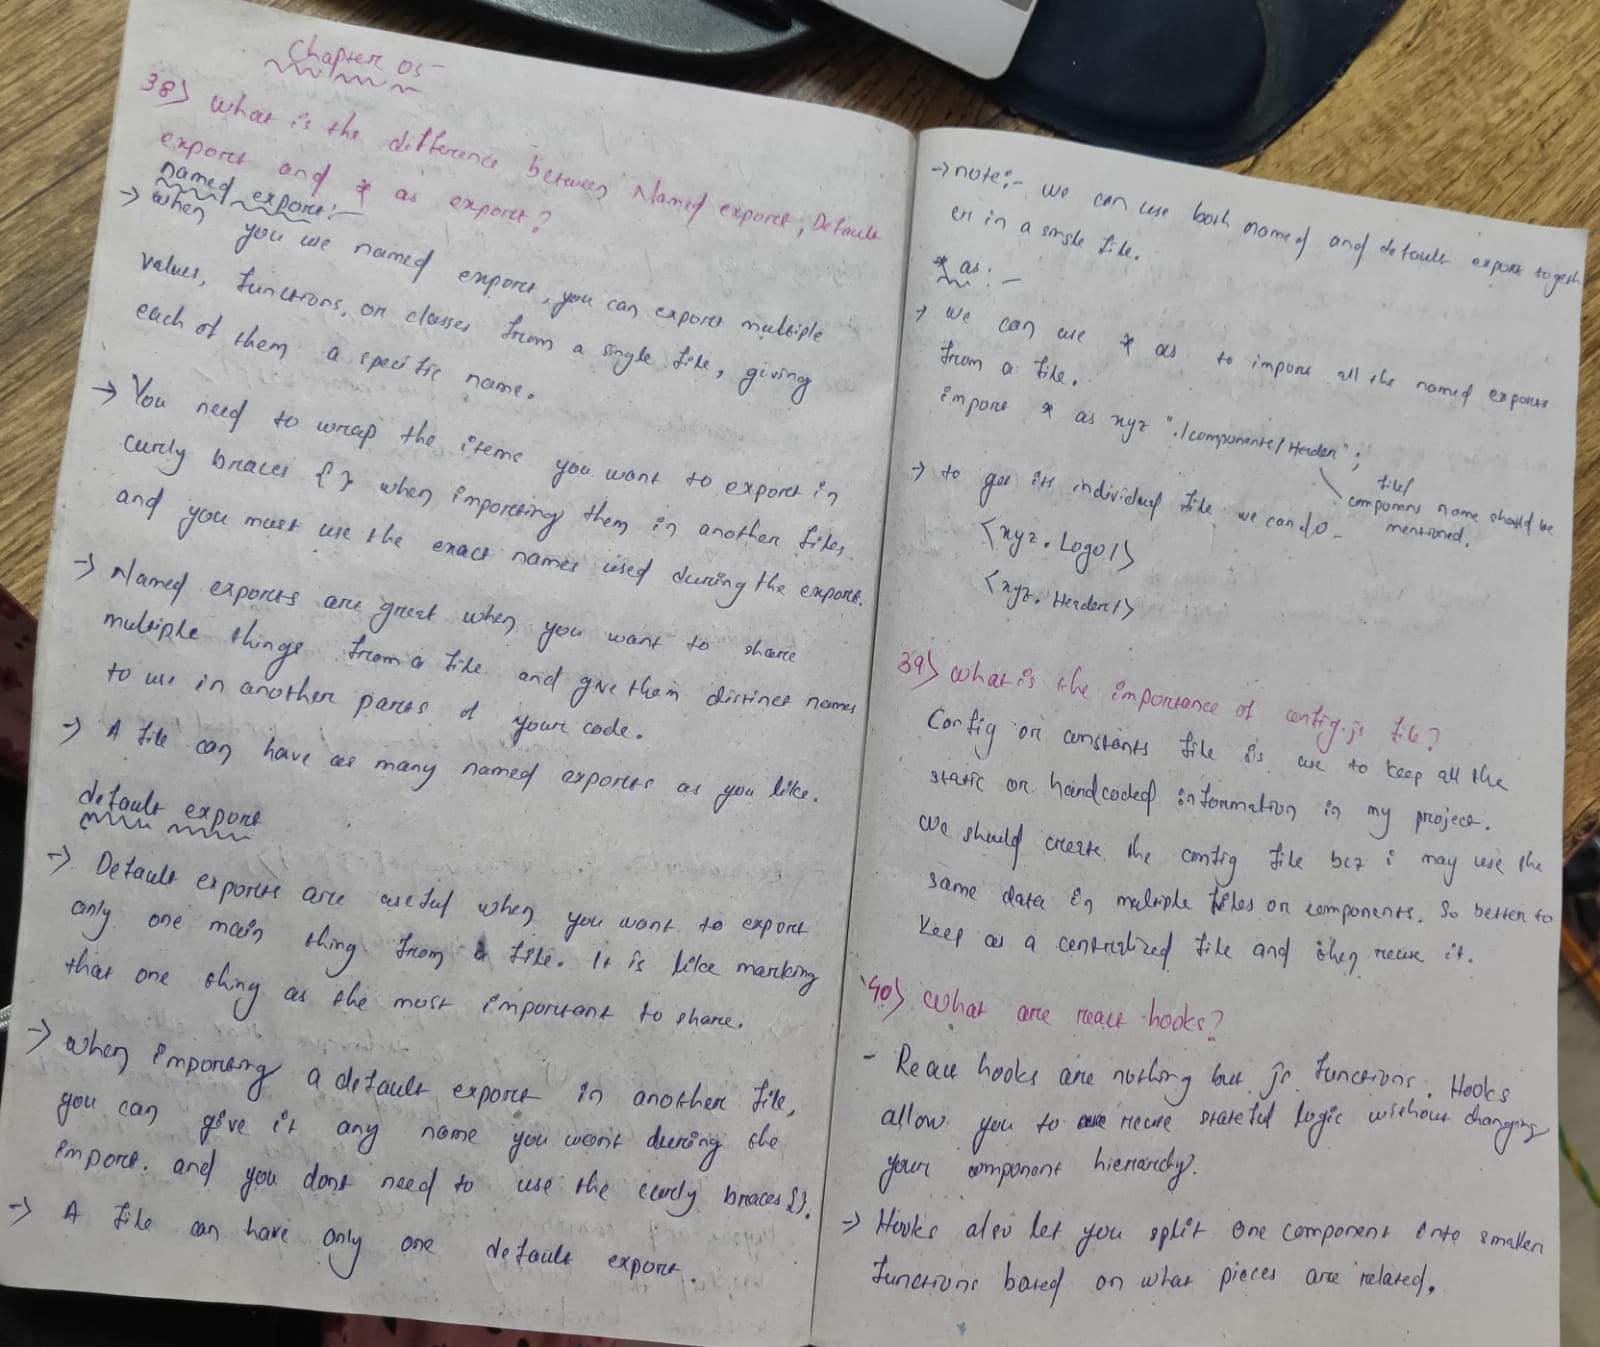 Chapter 05-
38) What is the difference between Named export, Default
export and * as export?
named export:-
→ When you use named export, you can export multiple
values, functions, or classes from a single file, giving
each of them a specific name.
→ You need to wrap the items you want to export in
curly braces { } when importing them in another files
and you must use the exact names used during the export.
→ Named exports are great when you want to share
multiple things from a file and give them distinct names
to use in another parts of your code.
→ A file can have as many named exports as you like.
default export
→ Default exports are useful when you want to export
only one main thing from a file. It is like marking
that one thing as the most important to share.
→ When importing a default export in another file,
you can give it any name you want during the
import. and you dont need to use the curly braces {}.
→ A file can have only one default export.
→ note:- we can use both named and default export togeth
er in a single file.
* as:-
→ We can use * as to import all the named exports
from a file.
import * as xyz "./components/Header";
file/
component name should be
mentioned.
→ to get its individual file we can do-
<xyz.Logo/>
<xyz.Header/>
39) What is the importance of config.js file?
Config or constants file is use to keep all the
static or hardcoded information in my project.
We should create the config file bcz i may use the
same data in multiple files or components. So better to
keep as a centralized file and then reuse it.
40) What are react hooks?
- React hooks are nothing but js functions. Hooks
allow you to reuse stateful logic without changing
your component hierarchy.
→ Hooks also let you split one component into smaller
functions based on what pieces are related.